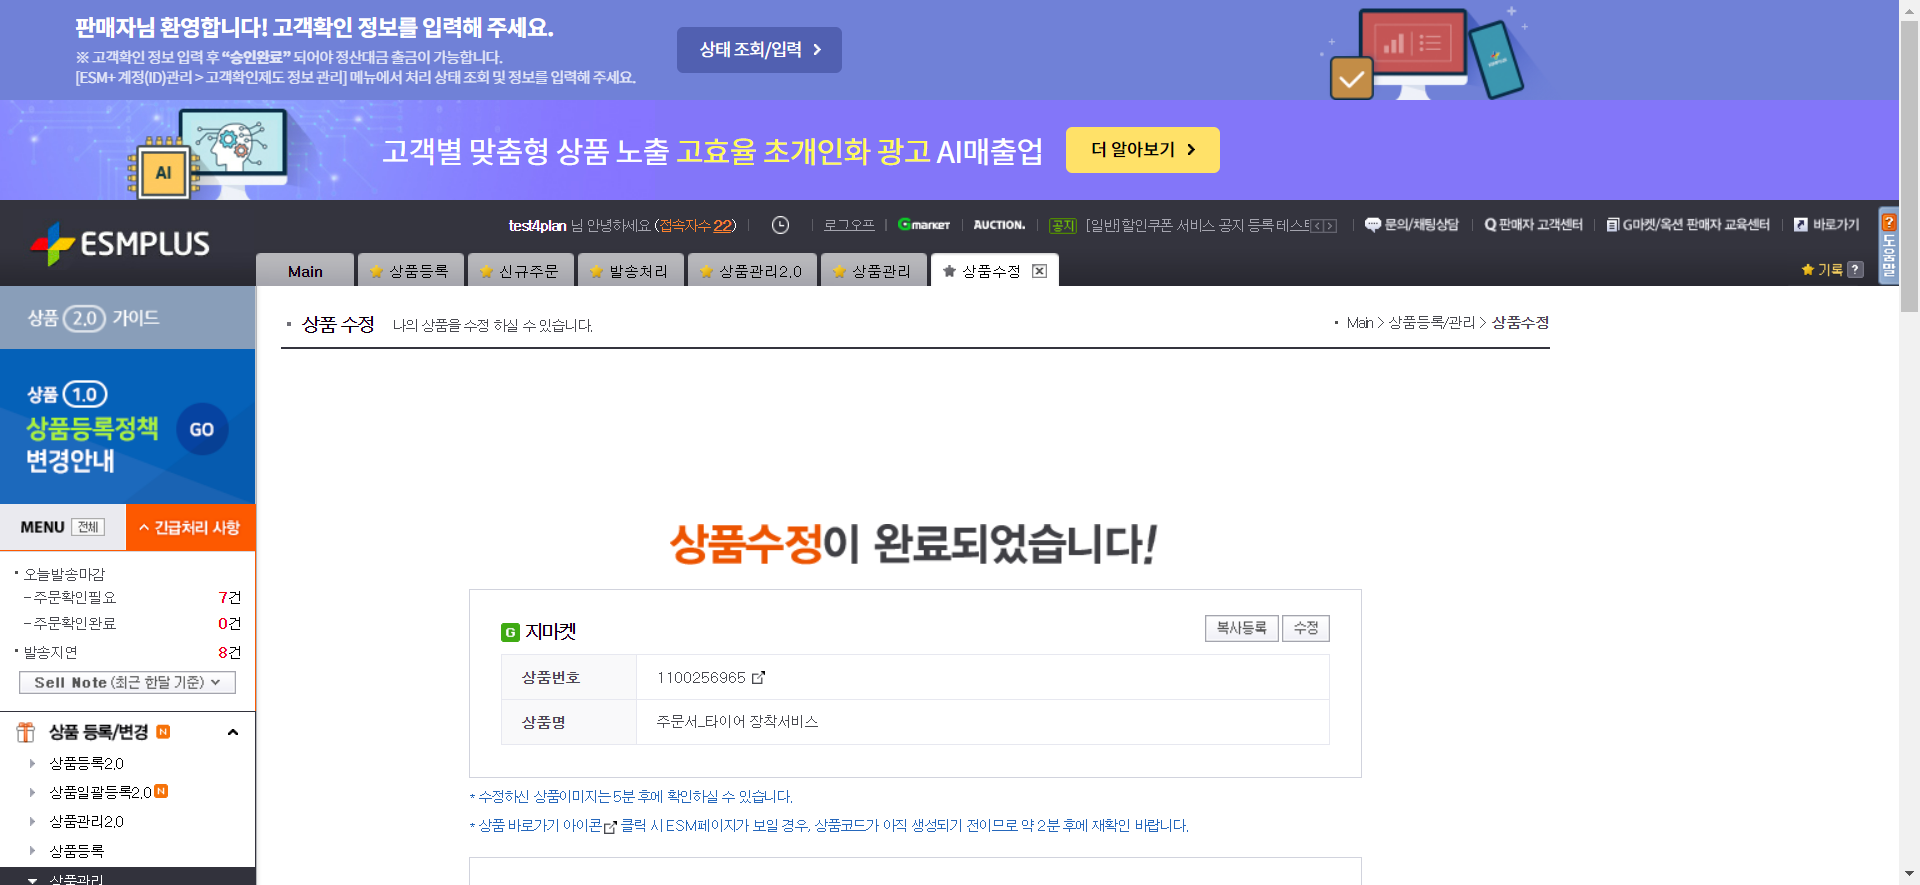 판매자님 환영합니다! 고객확인 정보를 입력해 주세요.
※ 고객확인 정보 입력 후 “승인완료” 되어야 정산대금 출금이 가능합니다.
[ESM+ 계정(ID)관리 > 고객확인제도 정보 관리] 메뉴에서 처리 상태 조회 및 정보를 입력해 주세요.
상태 조회/입력 >
AI
고객별 맞춤형 상품 노출 고효율 초개인화 광고 AI매출업
더 알아보기 >
ESMPLUS
test4plan 님 안녕하세요 (접속자수 22)
로그오프
Gmarket
AUCTION.
공지 [일반]할인쿠폰 서비스 공지 등록 테스트
문의/채팅상담
판매자 고객센터
G마켓/옥션 판매자 교육센터
바로가기
? 도움말
Main
상품등록
신규주문
발송처리
상품관리2.0
상품관리
상품수정
기록 ?
상품 2.0 가이드
상품 수정
나의 상품을 수정 하실 수 있습니다.
Main > 상품등록/관리 > 상품수정
상품 1.0
상품등록정책
변경안내
GO
MENU 전체
긴급처리 사항
오늘발송마감
-주문확인필요 7건
-주문확인완료 0건
발송지연 8건
Sell Note (최근 한달 기준)
상품 등록/변경 N
상품등록2.0
상품일괄등록2.0 N
상품관리2.0
상품등록
상품관리
상품수정이 완료되었습니다!
G 지마켓
복사등록
수정
상품번호 1100256965
상품명 주문서_타이어 장착서비스
* 수정하신 상품이미지는 5분 후에 확인하실 수 있습니다.
* 상품 바로가기 아이콘 클릭 시 ESM페이지가 보일 경우, 상품코드가 아직 생성되기 전이므로 약 2분 후에 재확인 바랍니다.